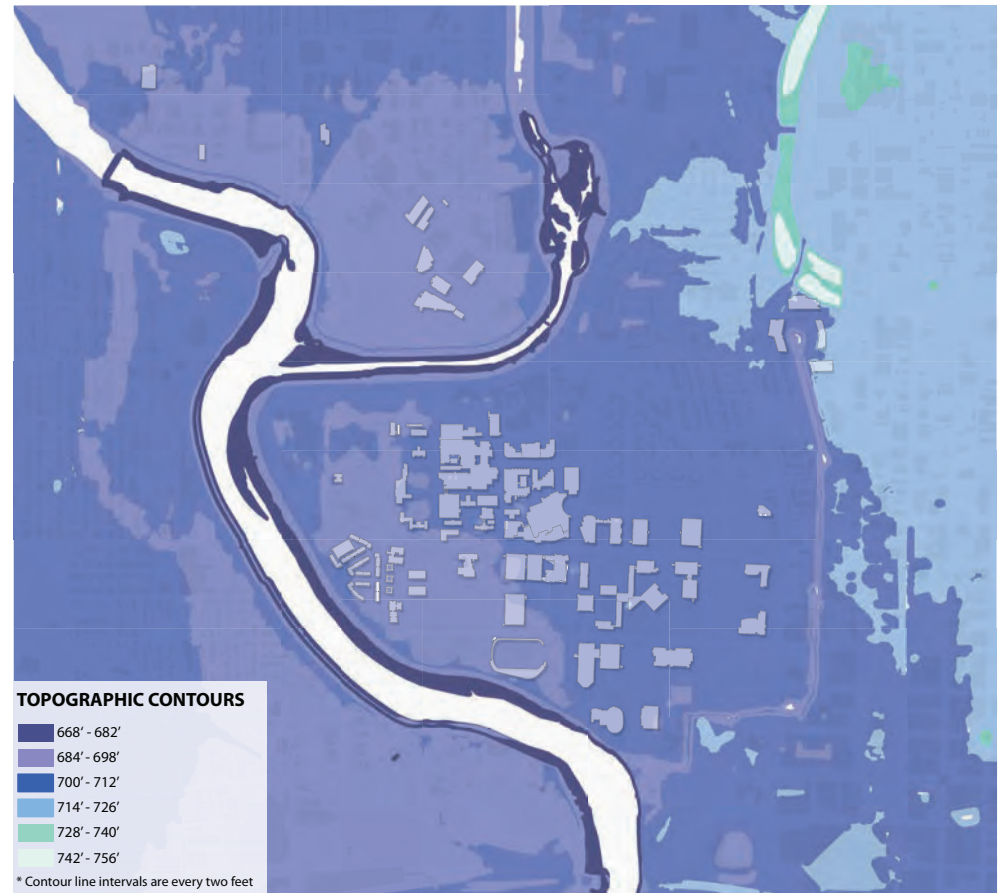 TOPOGRAPHIC CONTOURS
668’ - 682’
684’ - 698’
700’ - 712’
714’ - 726’
728’ - 740’
742’ - 756’
* Contour line intervals are every two feet